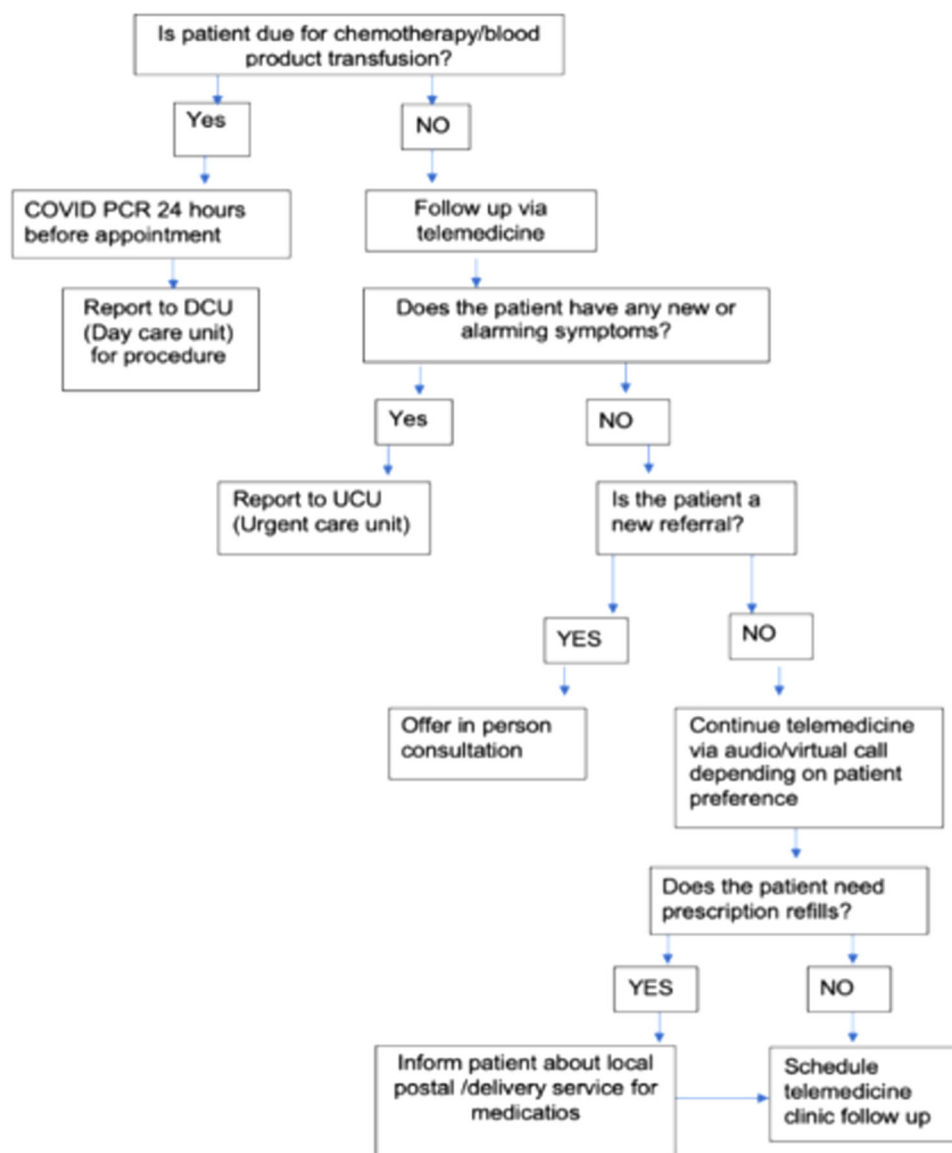 Is patient due for chemotherapy/blood
product transfusion?
Yes
NO
COVID PCR 24 hours
before appointment
Follow up via
telemedicine
Report to DCU
(Day care unit)
for procedure
Does the patient have any new or
alarming symptoms?
Yes
NO
Report to UCU
(Urgent care unit)
Is the patient a
new referral?
YES
NO
Offer in person
consultation
Continue telemedicine
via audio/virtual call
depending on patient
preference
Does the patient need
prescription refills?
YES
NO
Inform patient about local
postal /delivery service for
medicatios
Schedule
telemedicine
clinic follow up